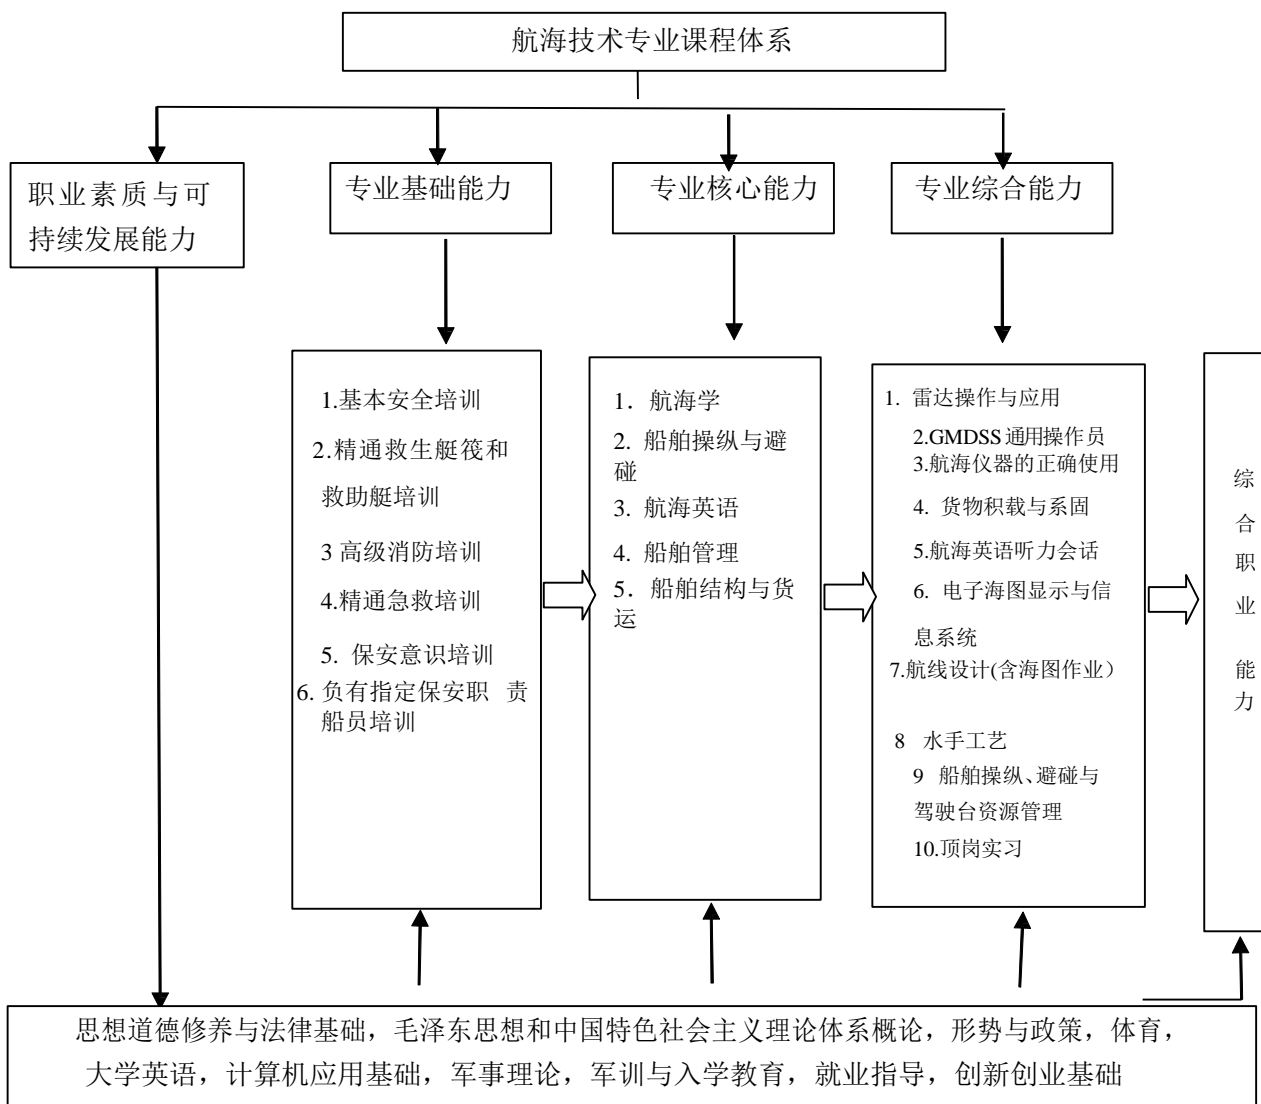 航海技术专业课程体系
职业素质与可
持续发展能力
专业基础能力
专业核心能力
专业综合能力
1.基本安全培训
2.精通救生艇筏和
救助艇培训
3 高级消防培训
4.精通急救培训
5. 保安意识培训
6. 负有指定保安职 责
船员培训
1. 航海学
2. 船舶操纵与避
碰
3. 航海英语
4. 船舶管理
5. 船舶结构与货
运
1. 雷达操作与应用
2.GMDSS 通用操作员
3.航海仪器的正确使用
4. 货物积载与系固
5.航海英语听力会话
6. 电子海图显示与信
息系统
7.航线设计(含海图作业）
8 水手工艺
9 船舶操纵、避碰与
驾驶台资源管理
10.顶岗实习
综
合
职
业
能
力
思想道德修养与法律基础，毛泽东思想和中国特色社会主义理论体系概论，形势与政策，体育，
大学英语，计算机应用基础，军事理论，军训与入学教育，就业指导，创新创业基础